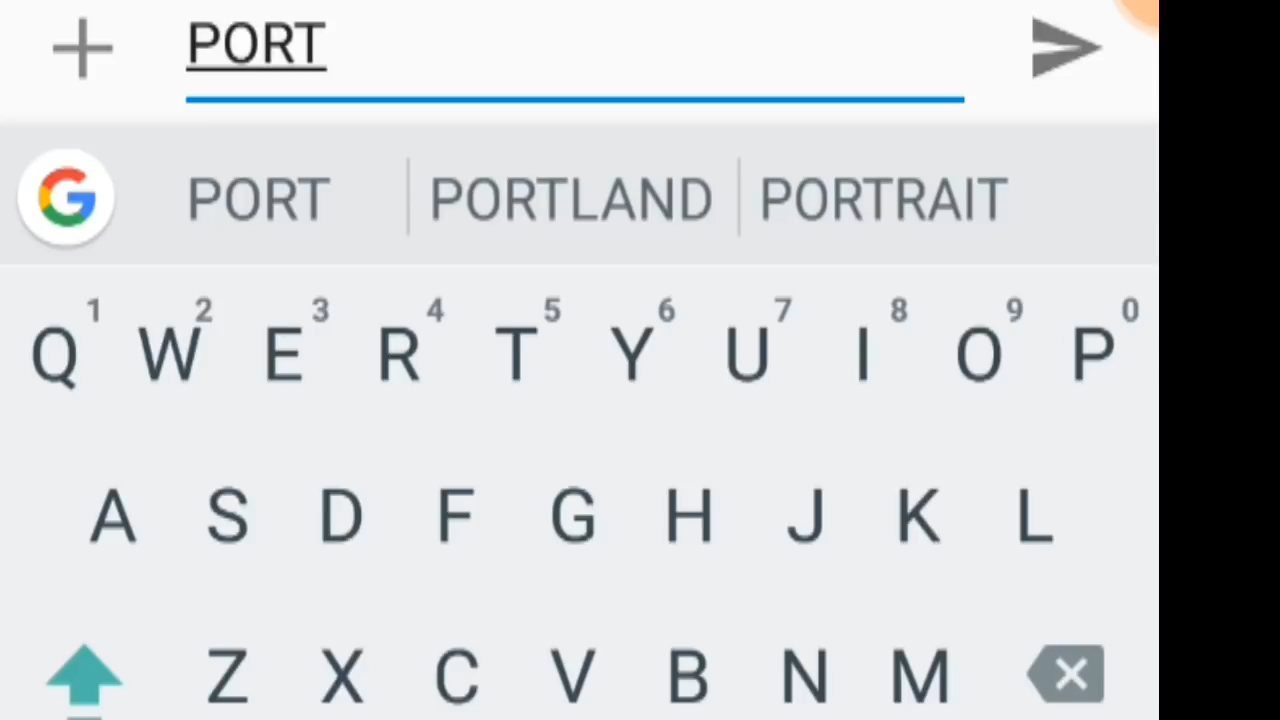 PORT
PORT PORTLAND PORTRAIT
1 2 3 4 5 6 7 8 9 0
Q W E R T Y U I O P
A S D F G H J K L
Z X C V B N M